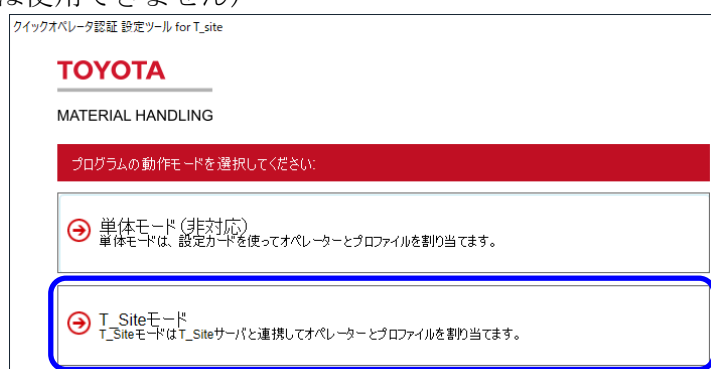 は使用できません)
クイックオペレータ認証 設定ツール for T_site
TOYOTA
MATERIAL HANDLING
プログラムの動作モードを選択してください:
単体モード(非対応)
単体モードは、設定カードを使ってオペレーターとプロファイルを割り当てます。
T_Siteモード
T_SiteモードはT_Siteサーバと連携してオペレーターとプロファイルを割り当てます。